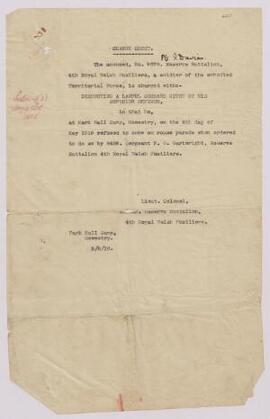 CHARGE SHEET.
The accused, No. Reserve Battalion,
4th Royal Welsh Fusiliers, a soldier of the
Territorial Force, is charged with-
DISOBEYING A LAWFUL COMMAND GIVEN BY HIS
SUPERIOR OFFICER,
in that he,
at Park Hall Camp, Oswestry, on the day of
May 1916 refused to come on rouse parade when ordered
to do so by Sergeant Cartwright, Reserve
Battalion 4th Royal Welsh Fusiliers.
Lieut. Colonel,
Reserve Battalion,
4th Royal Welsh Fusiliers.
Park Hall Camp,
Oswestry.